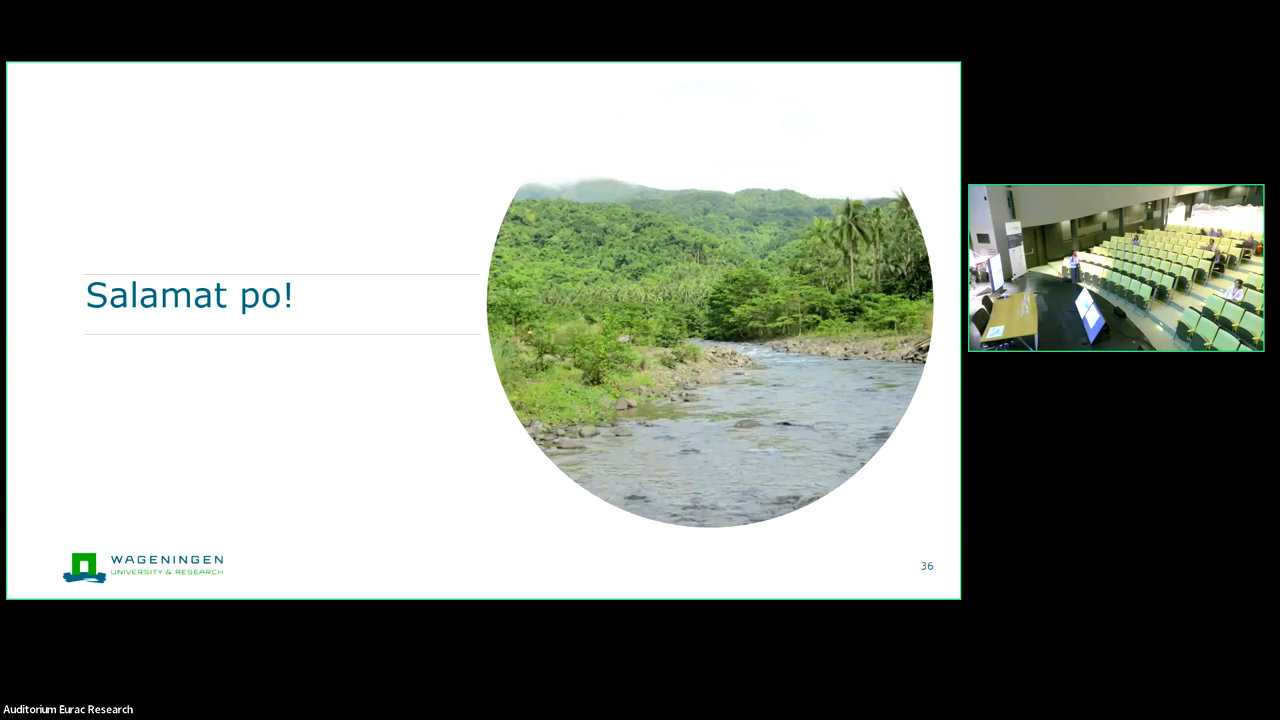 Salamat po!
WAGENINGEN
UNIVERSITY & RESEARCH
36
Auditorium Eurac Research